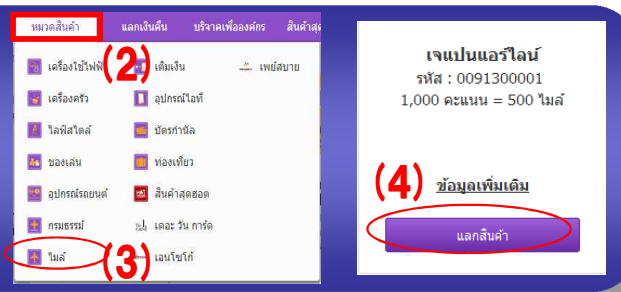 หมวดสินค้า แลกเงินคืน บริจาคเพื่อองค์กร สินค้าสุด
(2)
เครื่องใช้ไฟฟ้ เติมเงิน เพย์สบาย
เครื่องครัว อุปกรณ์ไอที
ไลฟ์สไตล์ บัตรกำนัล
ของเล่น ท่องเที่ยว
อุปกรณ์รถยนต์ สินค้าสุดฮอต
กรมธรรม์ เดอะ วัน การ์ด
ไมล์ (3) เอนโซโก้
เจแปนแอร์ไลน์
รหัส : 0091300001
1,000 คะแนน = 500 ไมล์
(4) ข้อมูลเพิ่มเติม
แลกสินค้า